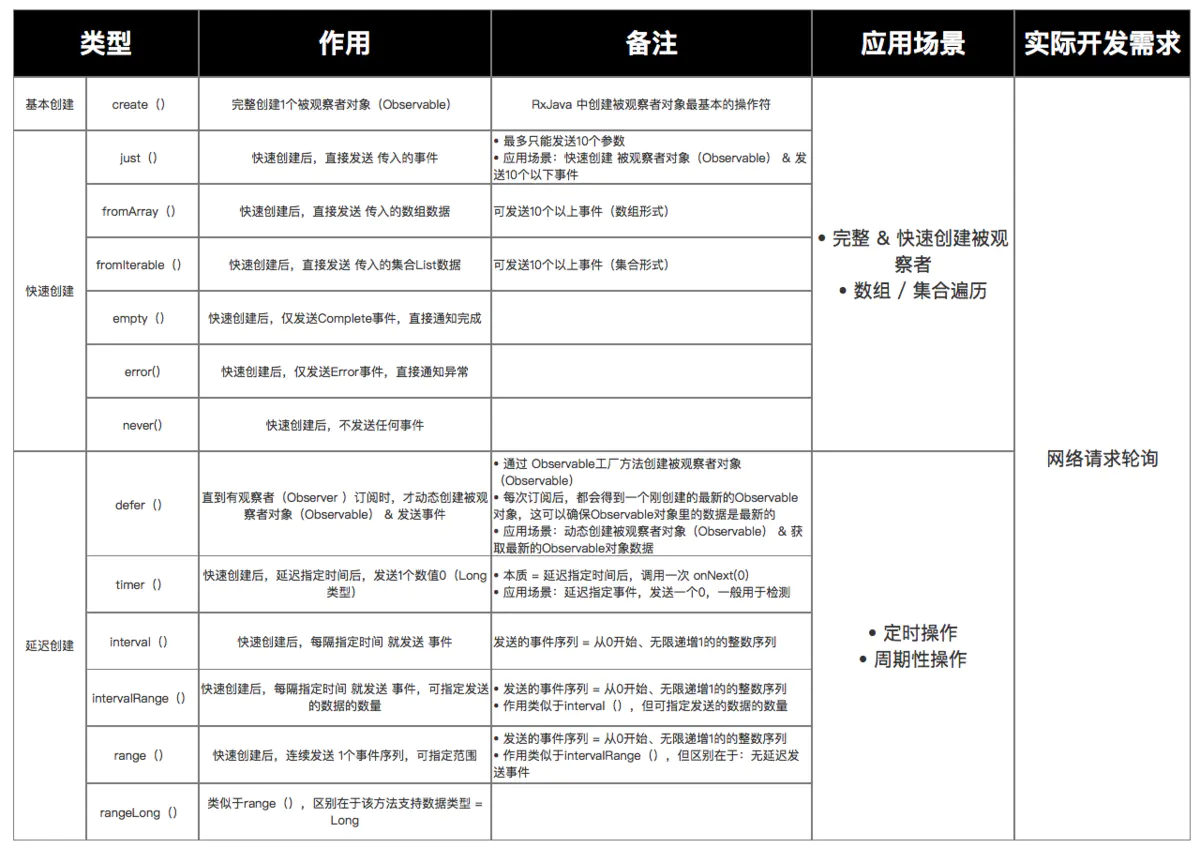 类型 作用 备注 应用场景 实际开发需求
基本创建 create（） 完整创建1个被观察者对象（Observable） RxJava 中创建被观察者对象最基本的操作符
快速创建
just（） 快速创建后，直接发送 传入的事件
• 最多只能发送10个参数
• 应用场景：快速创建 被观察者对象（Observable） & 发
送10个以下事件
fromArray（） 快速创建后，直接发送 传入的数组数据 可发送10个以上事件（数组形式）
fromIterable（） 快速创建后，直接发送 传入的集合List数据 可发送10个以上事件（集合形式）
empty（） 快速创建后，仅发送Complete事件，直接通知完成
error() 快速创建后，仅发送Error事件，直接通知异常
never() 快速创建后，不发送任何事件
• 完整 & 快速创建被观
察者
• 数组 / 集合遍历
延迟创建
defer（）
直到有观察者（Observer ）订阅时，才动态创建被观
察者对象（Observable） & 发送事件
• 通过 Observable工厂方法创建被观察者对象
（Observable）
• 每次订阅后，都会得到一个刚创建的最新的Observable
对象，这可以确保Observable对象里的数据是最新的
• 应用场景：动态创建被观察者对象（Observable） & 获
取最新的Observable对象数据
timer（）
快速创建后，延迟指定时间后，发送1个数值0（Long
类型）
• 本质 = 延迟指定时间后，调用一次 onNext(0)
• 应用场景：延迟指定事件，发送一个0，一般用于检测
interval（） 快速创建后，每隔指定时间 就发送 事件 发送的事件序列 = 从0开始、无限递增1的的整数序列
intervalRange（）
快速创建后，每隔指定时间 就发送 事件，可指定发送
的数据的数量
• 发送的事件序列 = 从0开始、无限递增1的的整数序列
• 作用类似于interval（），但可指定发送的数据的数量
range（） 快速创建后，连续发送 1个事件序列，可指定范围
• 发送的事件序列 = 从0开始、无限递增1的的整数序列
• 作用类似于intervalRange（），但区别在于：无延迟发
送事件
rangeLong（）
类似于range（），区别在于该方法支持数据类型 =
Long
• 定时操作
• 周期性操作
网络请求轮询